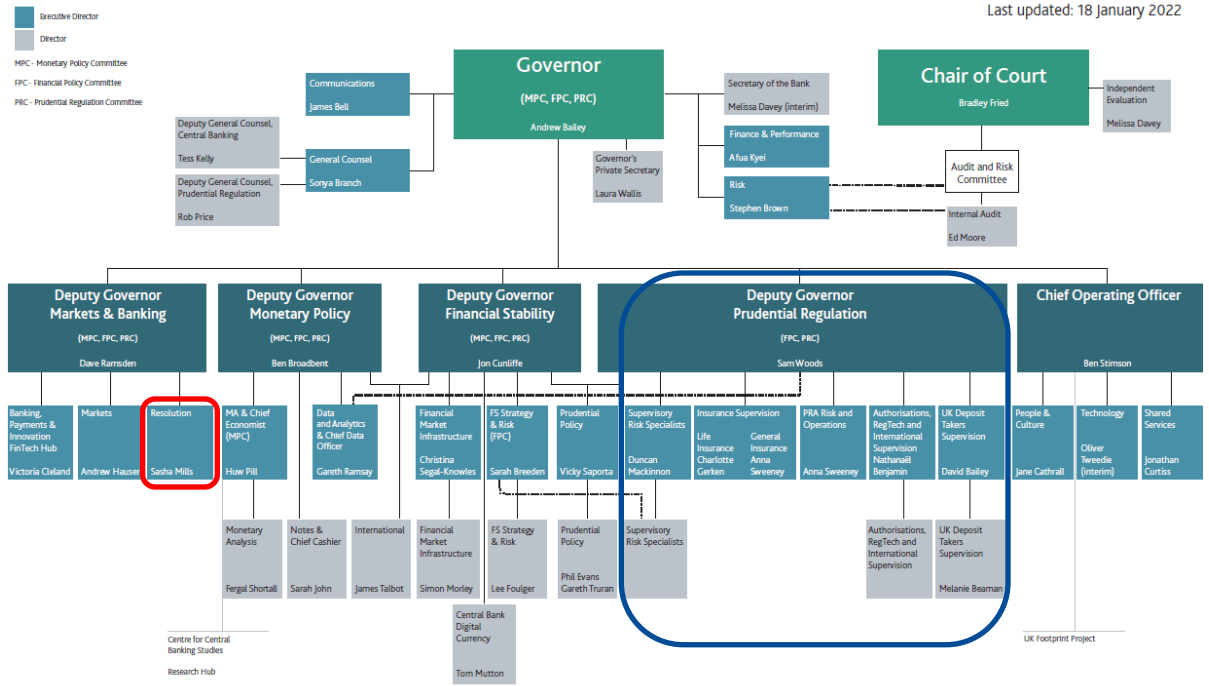 Last updated: 18 January 2022
Executive Director
Director
MPC - Monetary Policy Committee
FPC - Financial Policy Committee
PRC - Prudential Regulation Committee
Governor
(MPC, FPC, PRC)
Andrew Bailey
Chair of Court
Bradley Fried
Independent
Evaluation
Melissa Davey
Communications
James Bell
Secretary of the Bank
Melissa Davey (interim)
Deputy General Counsel,
Central Banking
Tess Kelly
General Counsel
Sonya Branch
Deputy General Counsel,
Prudential Regulation
Rob Price
Governor's
Private Secretary
Laura Wallis
Finance & Performance
Afua Kyei
Risk
Stephen Brown
Audit and Risk
Committee
Internal Audit
Ed Moore
Deputy Governor
Markets & Banking
(MPC, FPC, PRC)
Dave Ramsden
Deputy Governor
Monetary Policy
(MPC, FPC, PRC)
Ben Broadbent
Deputy Governor
Financial Stability
(MPC, FPC, PRC)
Jon Cunliffe
Deputy Governor
Prudential Regulation
(FPC, PRC)
Sam Woods
Chief Operating Officer
Ben Stimson
Banking,
Payments &
Innovation
FinTech Hub
Victoria Cleland
Markets
Andrew Hauser
Resolution
Sasha Mills
MA & Chief
Economist
(MPC)
Huw Pill
Data
and Analytics
& Chief Data
Officer
Gareth Ramsay
Financial
Market
Infrastructure
Christina
Segal-Knowles
FS Strategy
& Risk
(FPC)
Sarah Breeden
Prudential
Policy
Vicky Saporta
Supervisory
Risk Specialists
Duncan
Mackinnon
Insurance Supervision
Life
Insurance
Charlotte
Gerken
General
Insurance
Anna
Sweeney
PRA Risk and
Operations
Anna Sweeney
Authorisations,
RegTech and
International
Supervision
Nathanaël
Benjamin
UK Deposit
Takers
Supervision
David Bailey
People &
Culture
Jane Cathrall
Technology
Oliver
Tweedie
(interim)
Shared
Services
Jonathan
Curtiss
Monetary
Analysis
Fergal Shortall
Notes &
Chief Cashier
Sarah John
International
James Talbot
Financial
Market
Infrastructure
Simon Morley
FS Strategy
& Risk
Lee Foulger
Prudential
Policy
Phil Evans
Gareth Truran
Supervisory
Risk Specialists
Authorisations,
RegTech and
International
Supervision
UK Deposit
Takers
Supervision
Melanie Beaman
Central Bank
Digital
Currency
Tom Mutton
Centre for Central
Banking Studies
Research Hub
UK Footprint Project